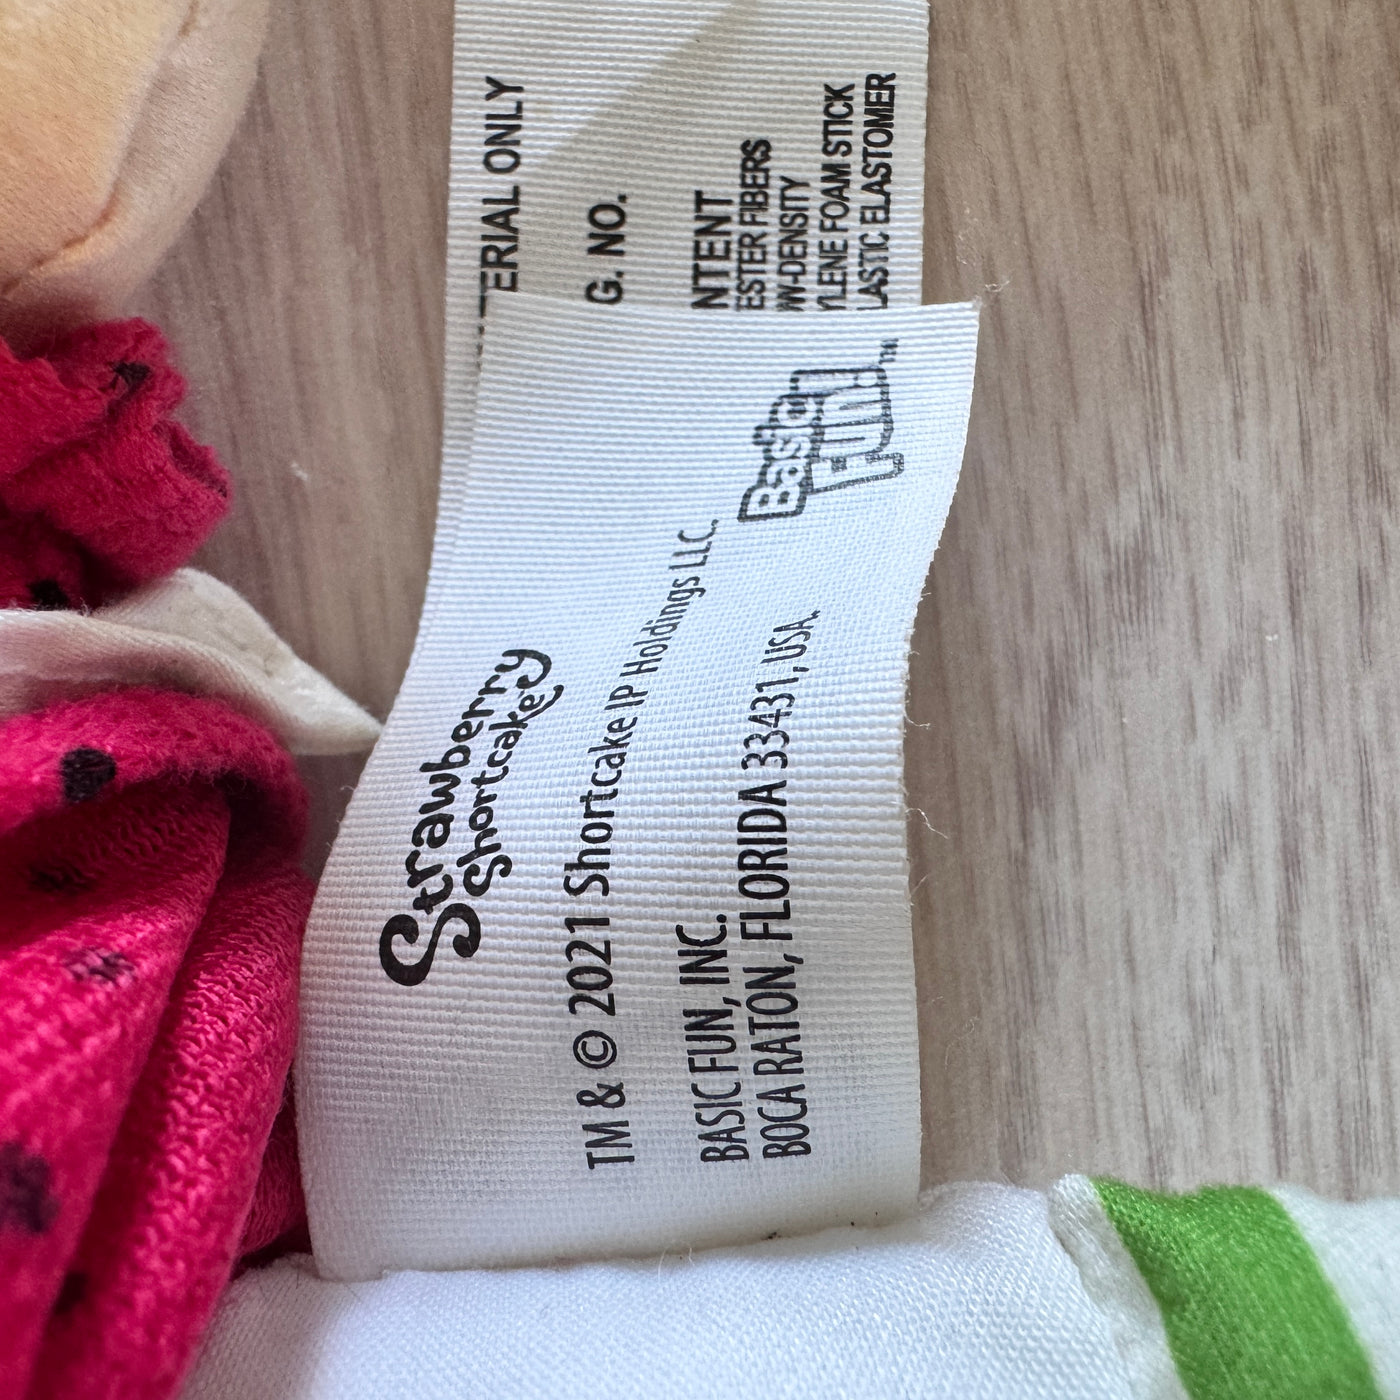 Strawberry
Shortcake
TM & © 2021 Shortcake IP Holdings LLC.
BASIC FUN, INC.
BOCA RATON, FLORIDA 33431, USA.
Basic
Fun!™
ERIAL ONLY
G. NO.
NTENT
ESTER FIBERS
W-DENSITY
YLENE FOAM STICK
LASTIC ELASTOMER